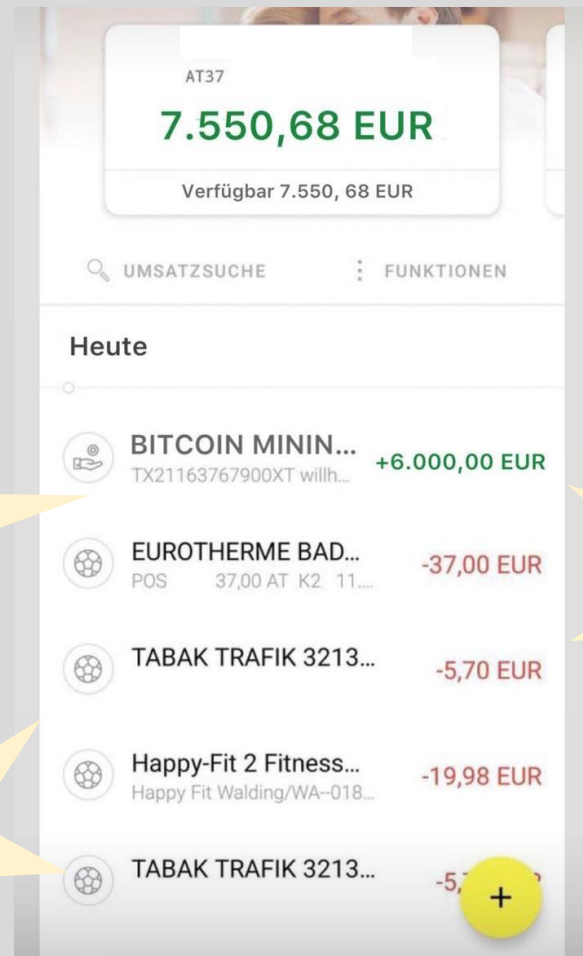 AT37
7.550,68 EUR
Verfügbar 7.550, 68 EUR
UMSATZSUCHE
FUNKTIONEN
Heute
BITCOIN MININ...
+6.000,00 EUR
TX21163767900XT willh...
EUROTHERME BAD...
-37,00 EUR
POS 37,00 AT K2 11....
TABAK TRAFIK 3213...
-5,70 EUR
Happy-Fit 2 Fitness...
-19,98 EUR
Happy Fit Walding/WA--018...
TABAK TRAFIK 3213...
+